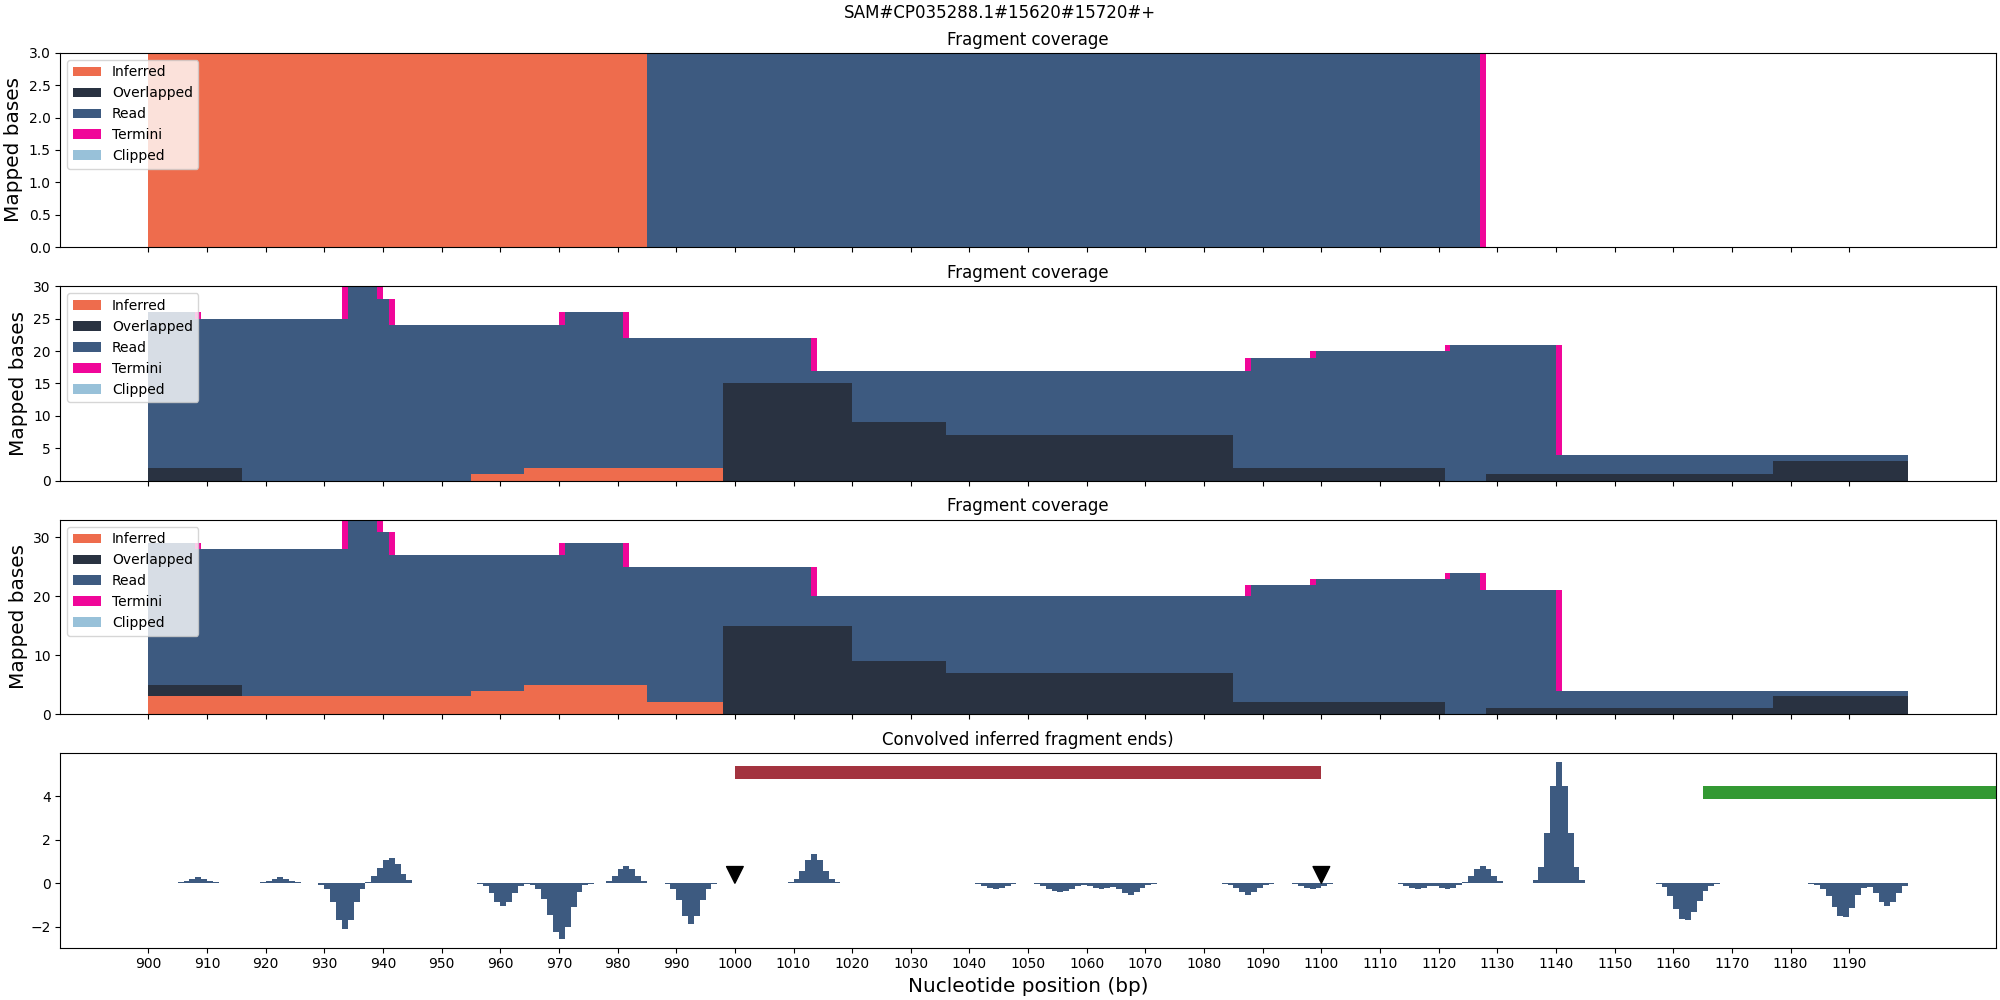 SAM#CP035288.1#15620#15720#+
Fragment coverage
Mapped bases
3.0
2.5
2.0
1.5
1.0
0.5
0.0
Inferred
Overlapped
Read
Termini
Clipped
Fragment coverage
Mapped bases
30
25
20
15
10
5
0
Inferred
Overlapped
Read
Termini
Clipped
Fragment coverage
Mapped bases
30
20
10
0
Inferred
Overlapped
Read
Termini
Clipped
Convolved inferred fragment ends)
4
2
0
−2
900 910 920 930 940 950 960 970 980 990 1000 1010 1020 1030 1040 1050 1060 1070 1080 1090 1100 1110 1120 1130 1140 1150 1160 1170 1180 1190
Nucleotide position (bp)